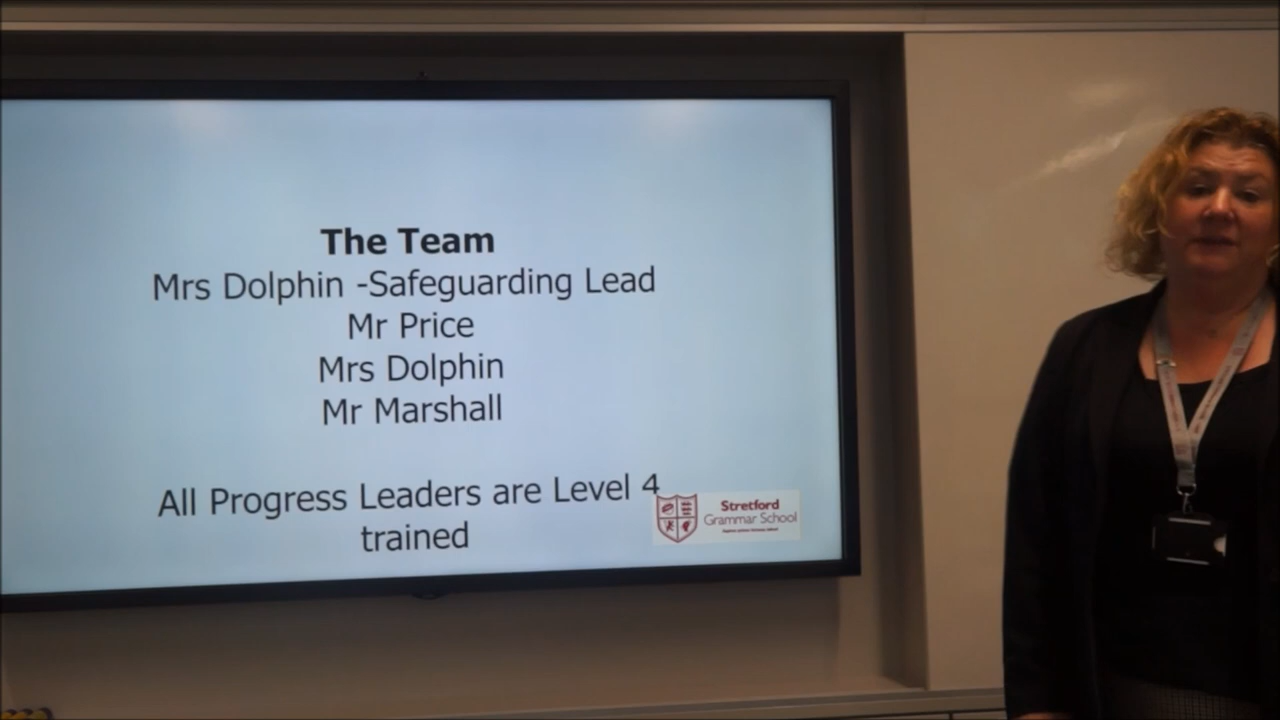 The Team
Mrs Dolphin -Safeguarding Lead
Mr Price
Mrs Dolphin
Mr Marshall
All Progress Leaders are Level 4
trained
Stretford
Grammar School